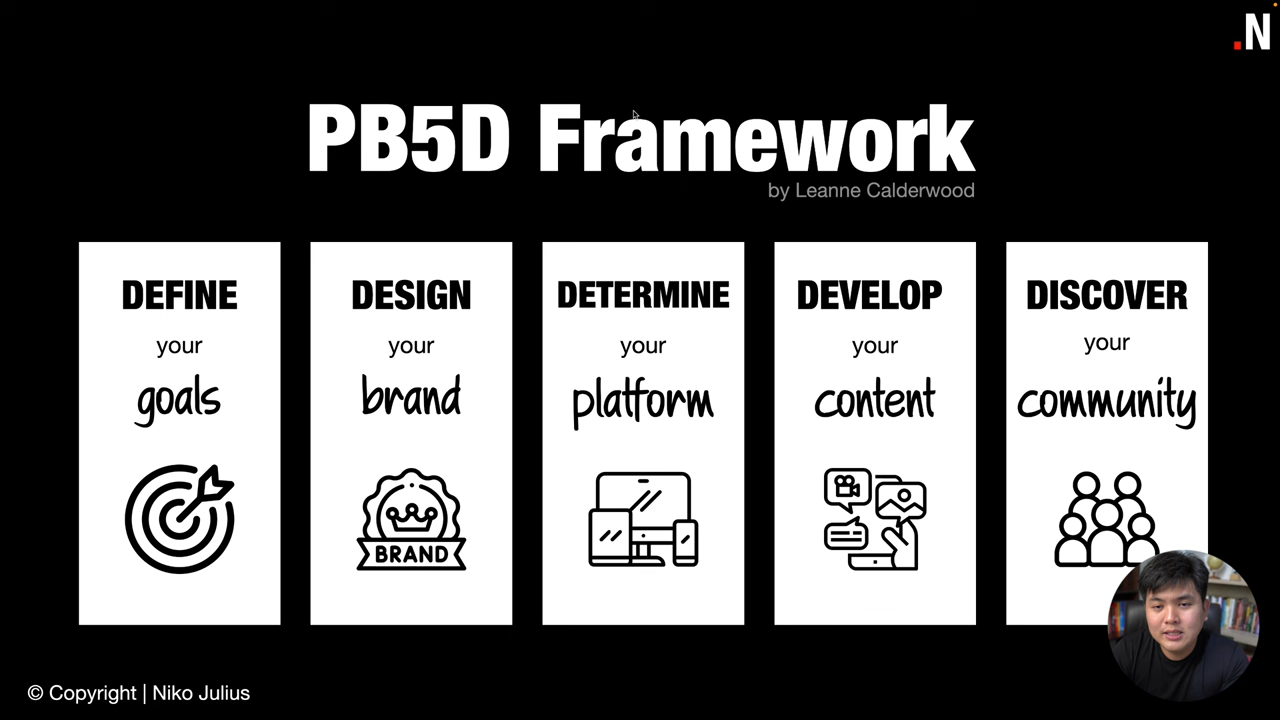 .N
PB5D Framework
by Leanne Calderwood
DEFINE
your
goals
DESIGN
your
brand
BRAND
DETERMINE
your
platform
DEVELOP
your
content
DISCOVER
your
community
© Copyright | Niko Julius